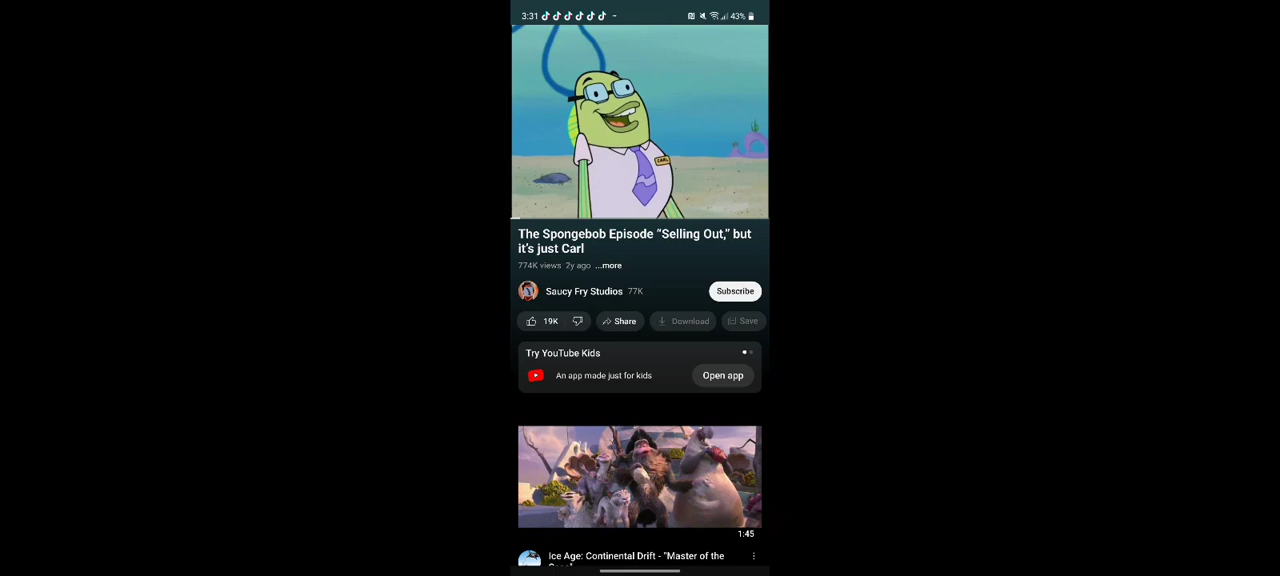 3:31
43%
CARL
The Spongebob Episode “Selling Out,” but
it's just Carl
774K views 2y ago ...more
Saucy Fry Studios 77K
Subscribe
19K
Share
Download
Save
Try YouTube Kids
An app made just for kids
Open app
1:45
Ice Age: Continental Drift - "Master of the